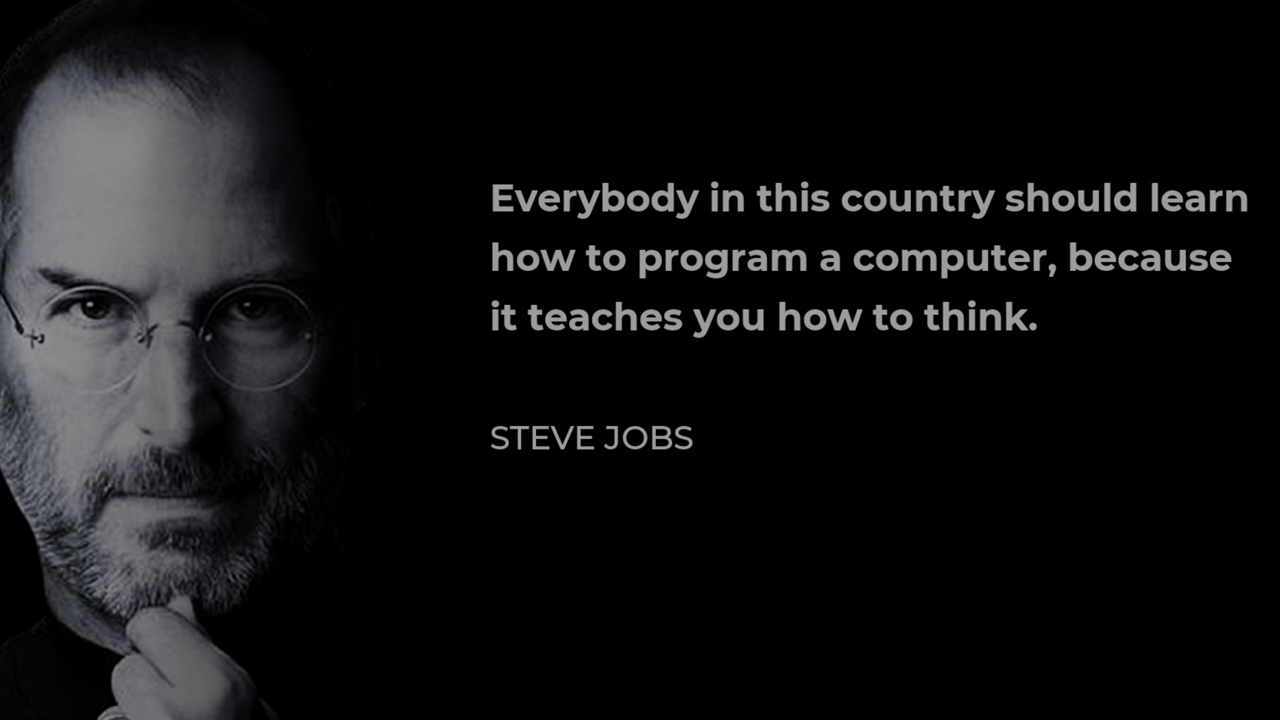 Everybody in this country should learn
how to program a computer, because
it teaches you how to think.
STEVE JOBS